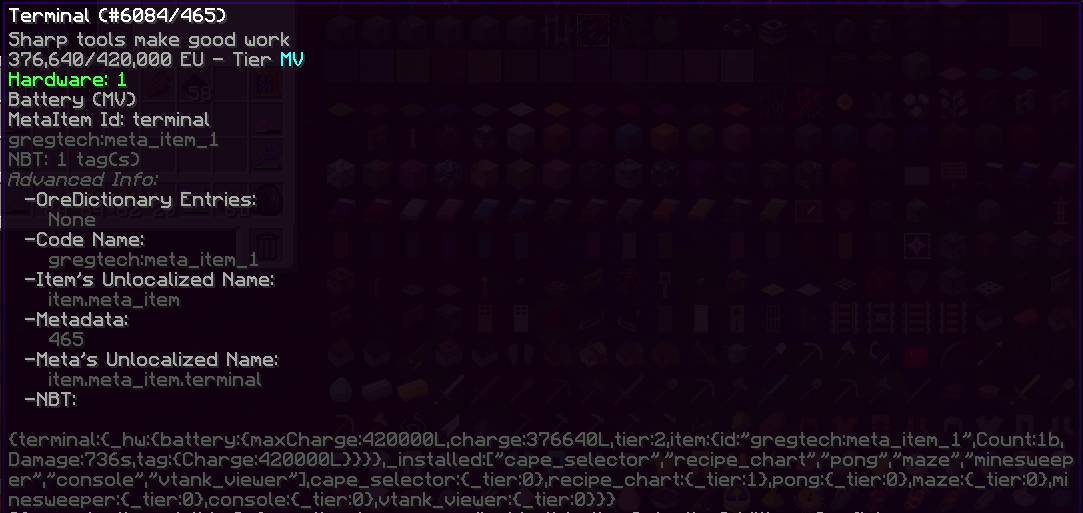 Terminal (#6084/465)
Sharp tools make good work
376,640/420,000 EU - Tier MV
Hardware: 1
Battery (MV)
MetaItem Id: terminal
gregtech:meta_item_1
NBT: 1 tag(s)
Advanced Info:
-OreDictionary Entries:
None
-Code Name:
gregtech:meta_item_1
-Item's Unlocalized Name:
item.meta_item
-Metadata:
465
-Meta's Unlocalized Name:
item.meta_item.terminal
-NBT:
{terminal:{_hw:{battery:{maxCharge:420000L,charge:376640L,tier:2,item:{id:"gregtech:meta_item_1",Count:1b,
Damage:736s,tag:{Charge:420000L}}}},_installed:["cape_selector","recipe_chart","pong","maze","minesweep
er","console","vtank_viewer"],cape_selector:{_tier:0},recipe_chart:{_tier:1},pong:{_tier:0},maze:{_tier:0},mi
nesweeper:{_tier:0},console:{_tier:0},vtank_viewer:{_tier:0}}}